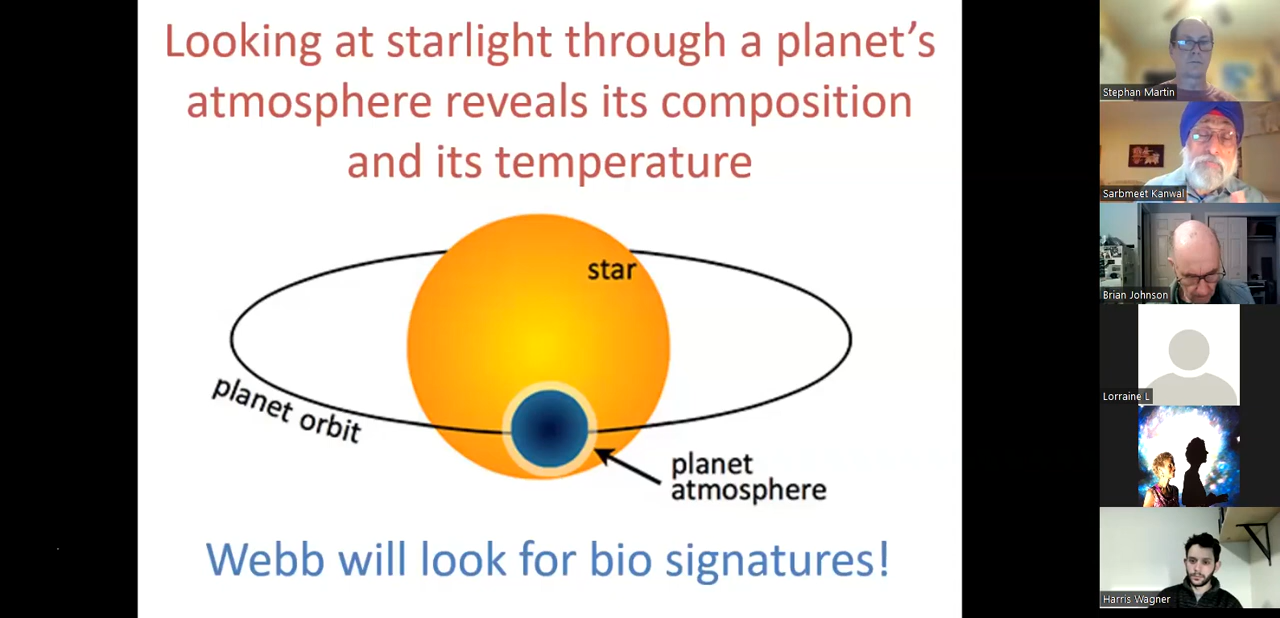 Looking at starlight through a planet’s
atmosphere reveals its composition
and its temperature
star
planet orbit
planet
atmosphere
Webb will look for bio signatures!
Stephan Martin
Sarbmeet Kanwal
Brian Johnson
Lorraine L
Harris Wagner